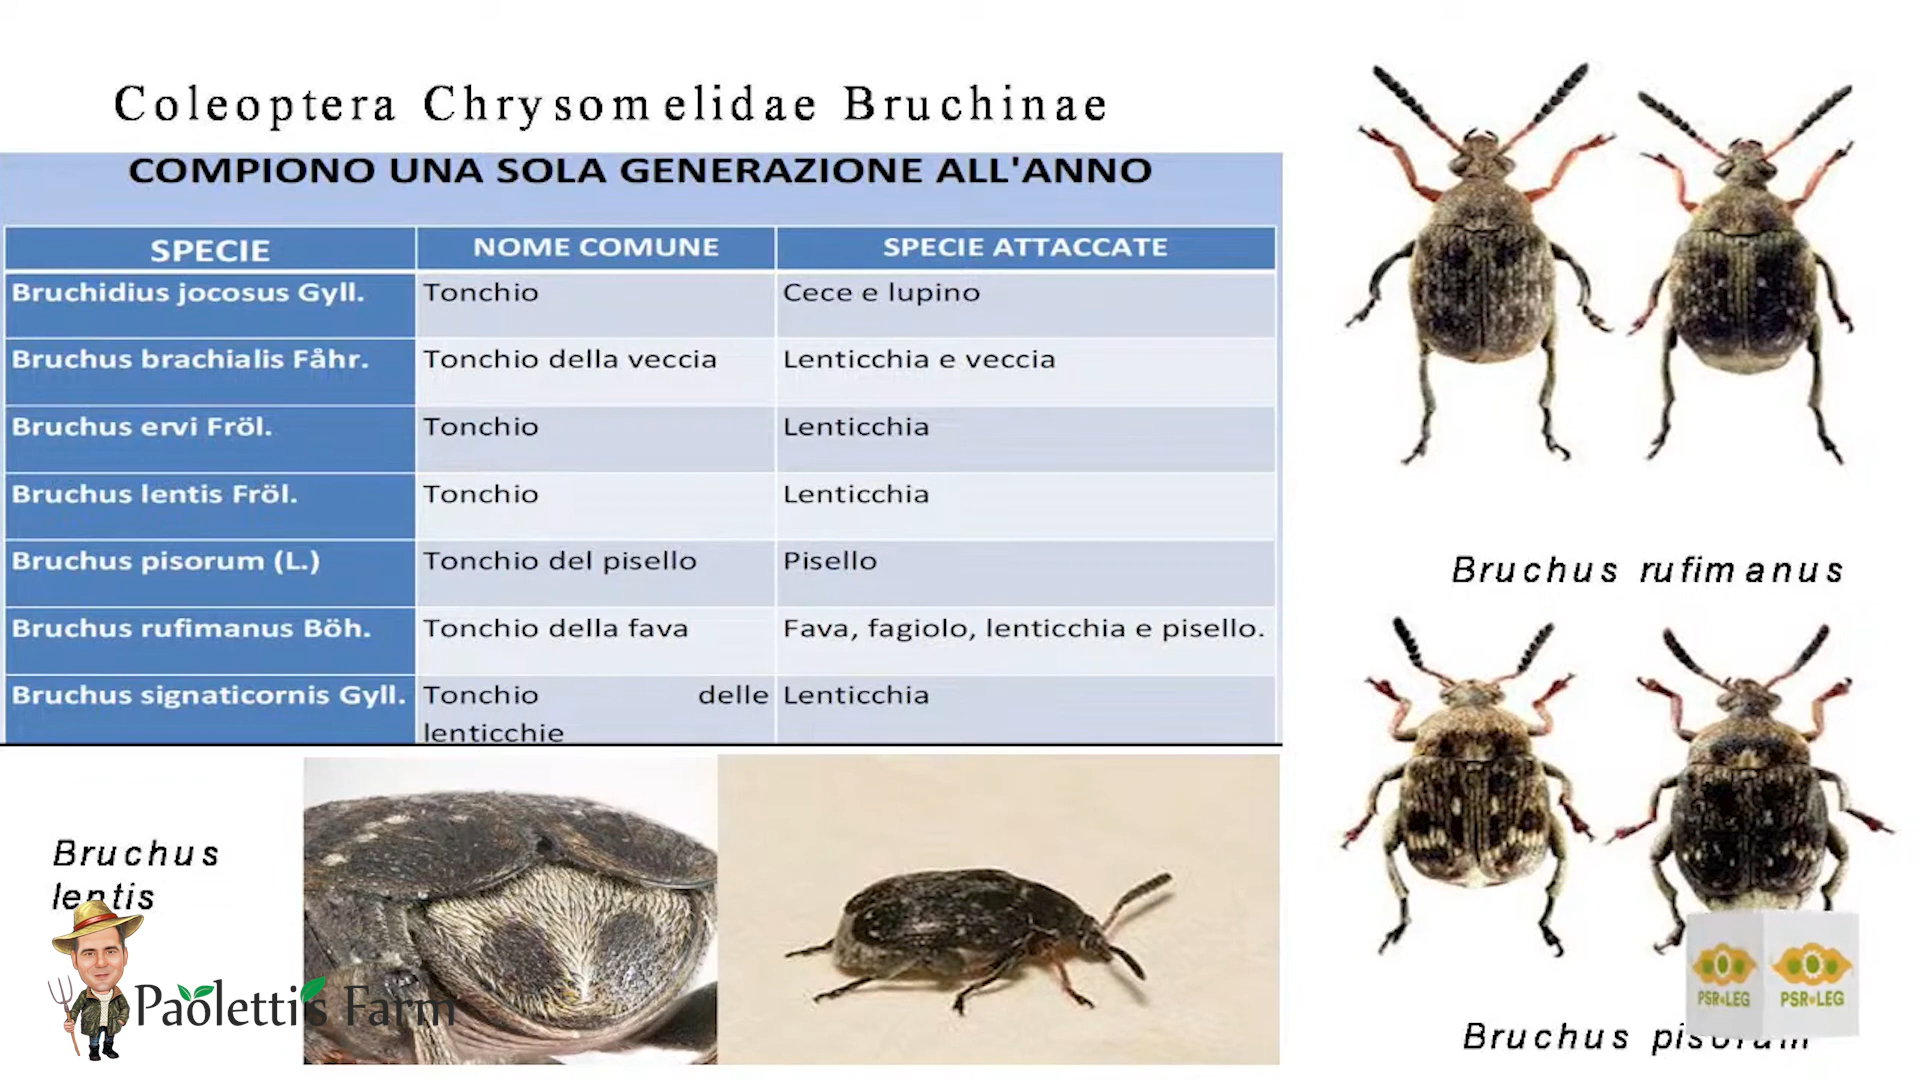 Coleoptera Chrysomelidae Bruchinae
COMPIONO UNA SOLA GENERAZIONE ALL'ANNO
SPECIE NOME COMUNE SPECIE ATTACCATE
Bruchidius jocosus Gyll. Tonchio Cece e lupino
Bruchus brachialis Fåhr. Tonchio della veccia Lenticchia e veccia
Bruchus ervi Fröl. Tonchio Lenticchia
Bruchus lentis Fröl. Tonchio Lenticchia
Bruchus pisorum (L.) Tonchio del pisello Pisello
Bruchus rufimanus Böh. Tonchio della fava Fava, fagiolo, lenticchia e pisello.
Bruchus signaticornis Gyll. Tonchio delle Lenticchia
lenticchie
Bruchus rufimanus
Bruchus
lentis
Paoletti's Farm
PSR LEG PSR LEG
Bruchus pisorum